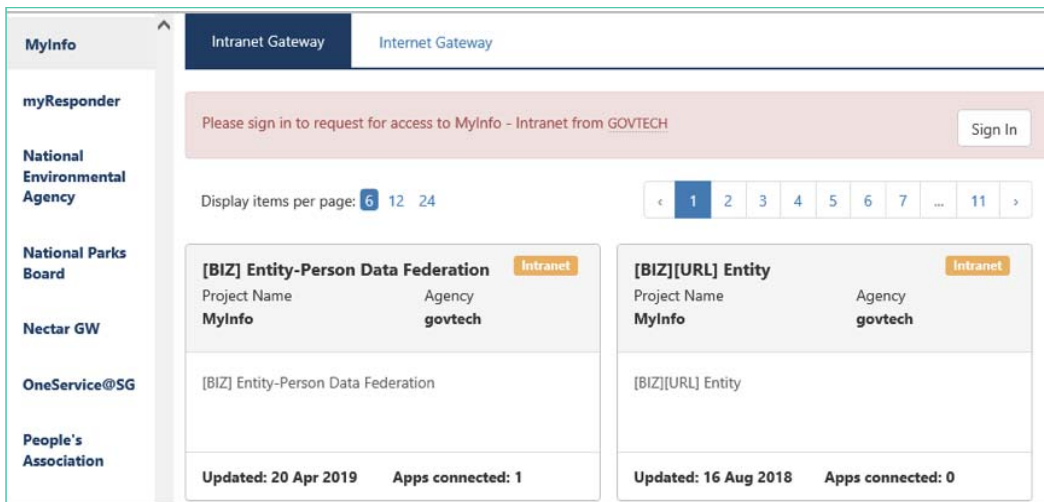 MyInfo
myResponder
National
Environmental
Agency
National Parks
Board
Nectar GW
OneService@SG
People's
Association
Intranet Gateway
Internet Gateway
Please sign in to request for access to MyInfo - Intranet from GOVTECH
Sign In
Display items per page: 6 12 24
‹ 1 2 3 4 5 6 7 ... 11 ›
[BIZ] Entity-Person Data Federation Intranet
Project Name Agency
MyInfo govtech
[BIZ] Entity-Person Data Federation
Updated: 20 Apr 2019 Apps connected: 1
[BIZ][URL] Entity Intranet
Project Name Agency
MyInfo govtech
[BIZ][URL] Entity
Updated: 16 Aug 2018 Apps connected: 0